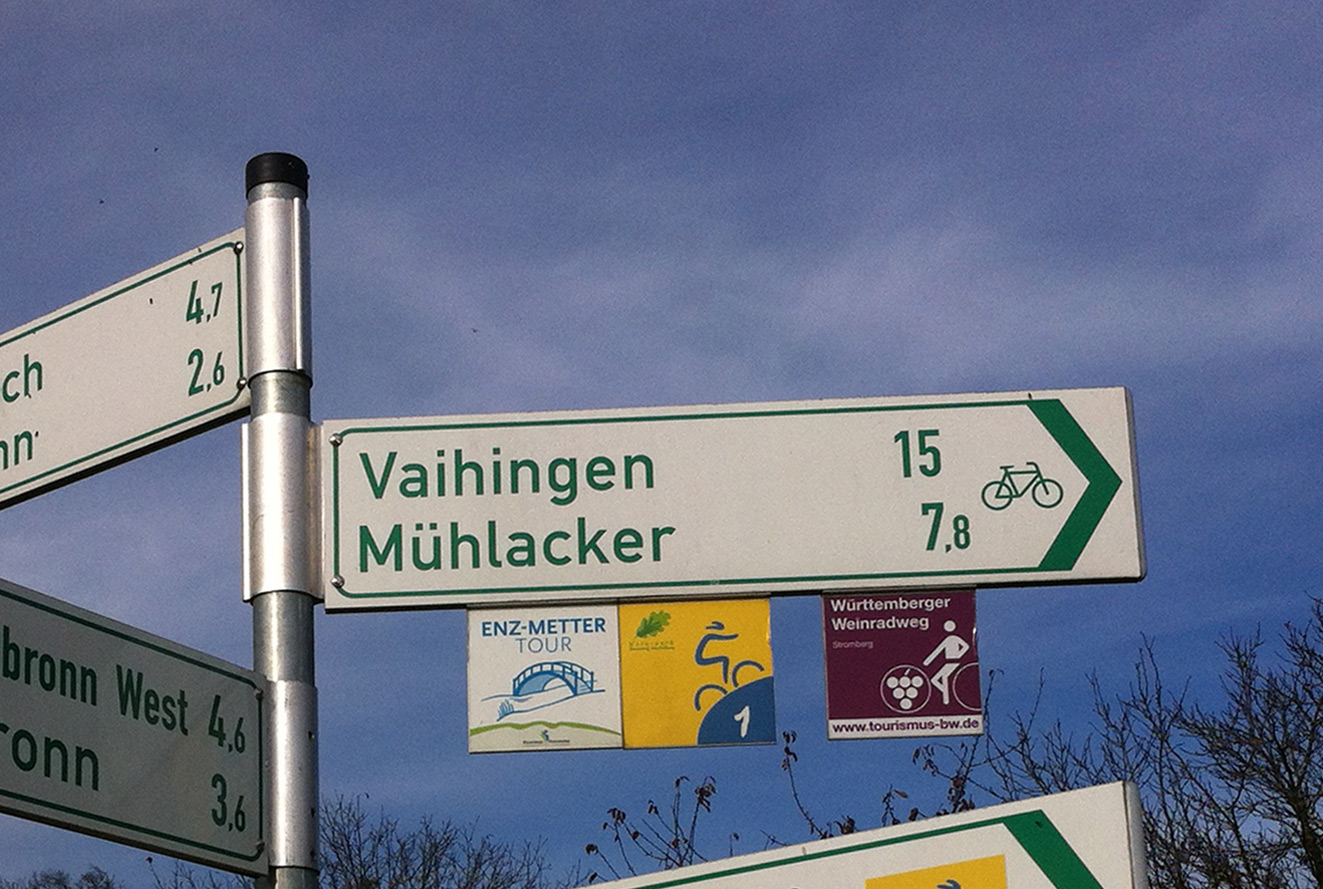 4,7
ch 2,6
nn
Vaihingen 15
Mühlacker 7,8
bronn West 4,6
ronn 3,6
ENZ-METTER
TOUR
1
Württemberger
Weinradweg
Stromberg
www.tourismus-bw.de